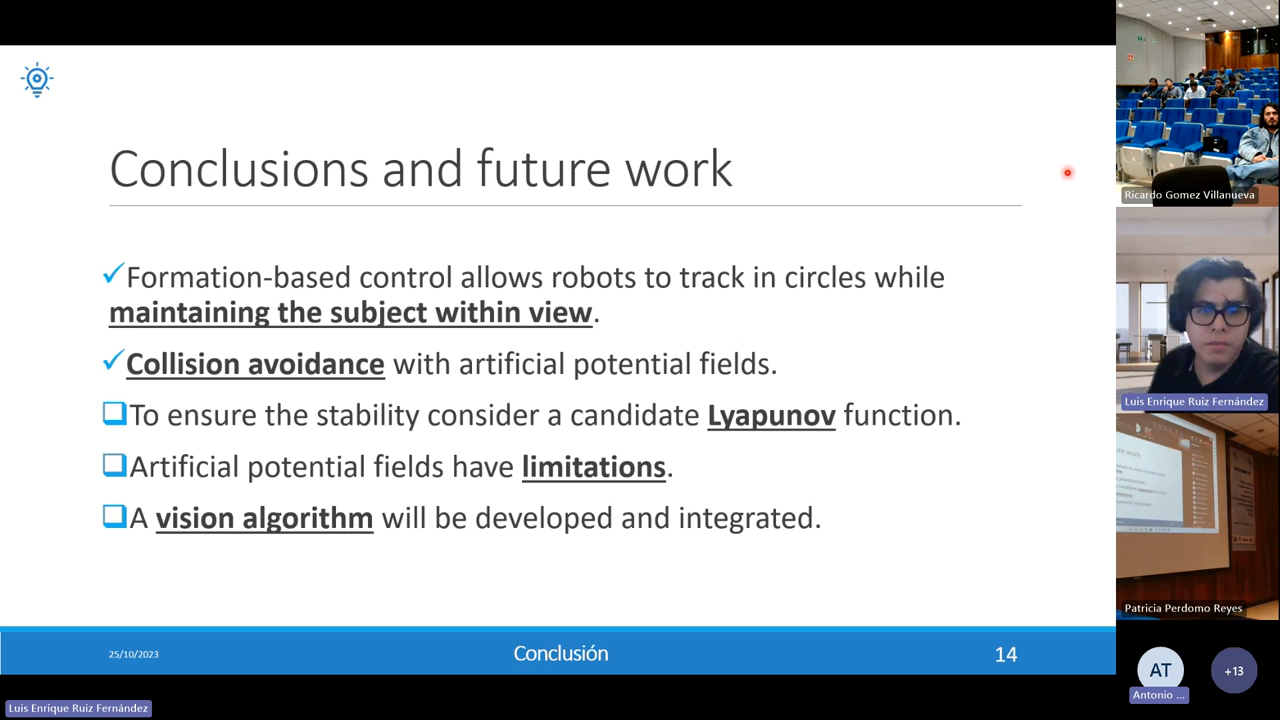 Conclusions and future work
Formation-based control allows robots to track in circles while
maintaining the subject within view.
Collision avoidance with artificial potential fields.
To ensure the stability consider a candidate Lyapunov function.
Artificial potential fields have limitations.
A vision algorithm will be developed and integrated.
25/10/2023
Conclusión
14
Luis Enrique Ruiz Fernández
Ricardo Gomez Villanueva
Luis Enrique Ruiz Fernández
Patricia Perdomo Reyes
AT
Antonio ...
+13